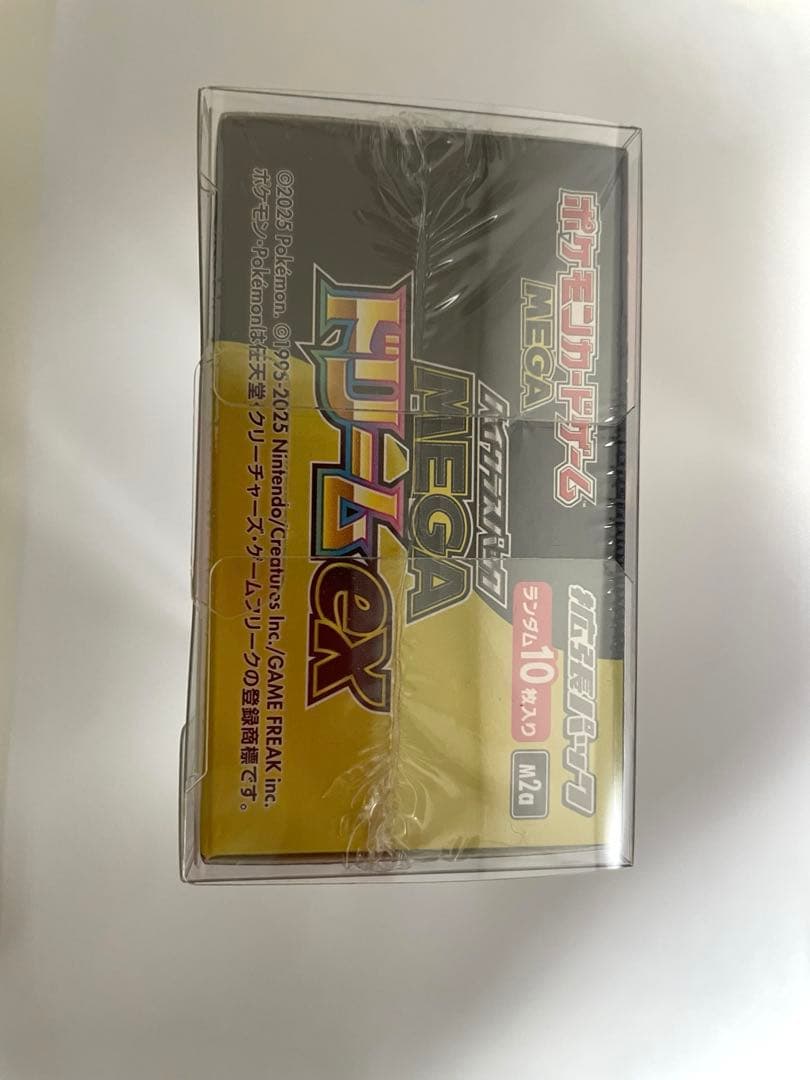 ポケモンカードゲーム
MEGA
拡張パック
ランダム10枚入り
M2a
ハイクラスパック
MEGA
ドリームex
©2025 Pokémon. ©1995-2025 Nintendo/Creatures Inc./GAME FREAK inc.
ポケモン・Pokémonは任天堂・クリーチャーズ・ゲームフリークの登録商標です。